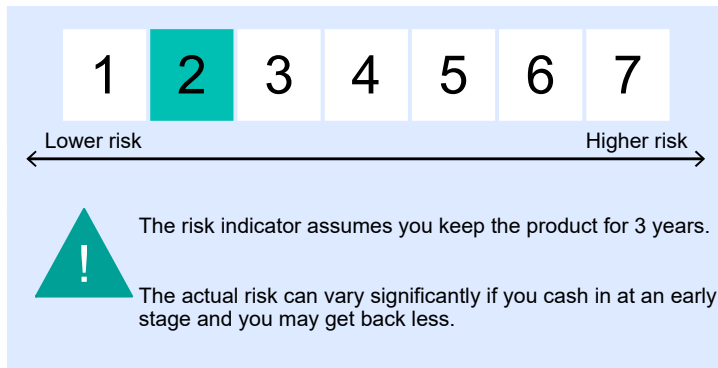 1 2 3 4 5 6 7
Lower risk Higher risk
!
The risk indicator assumes you keep the product for 3 years.
The actual risk can vary significantly if you cash in at an early
stage and you may get back less.